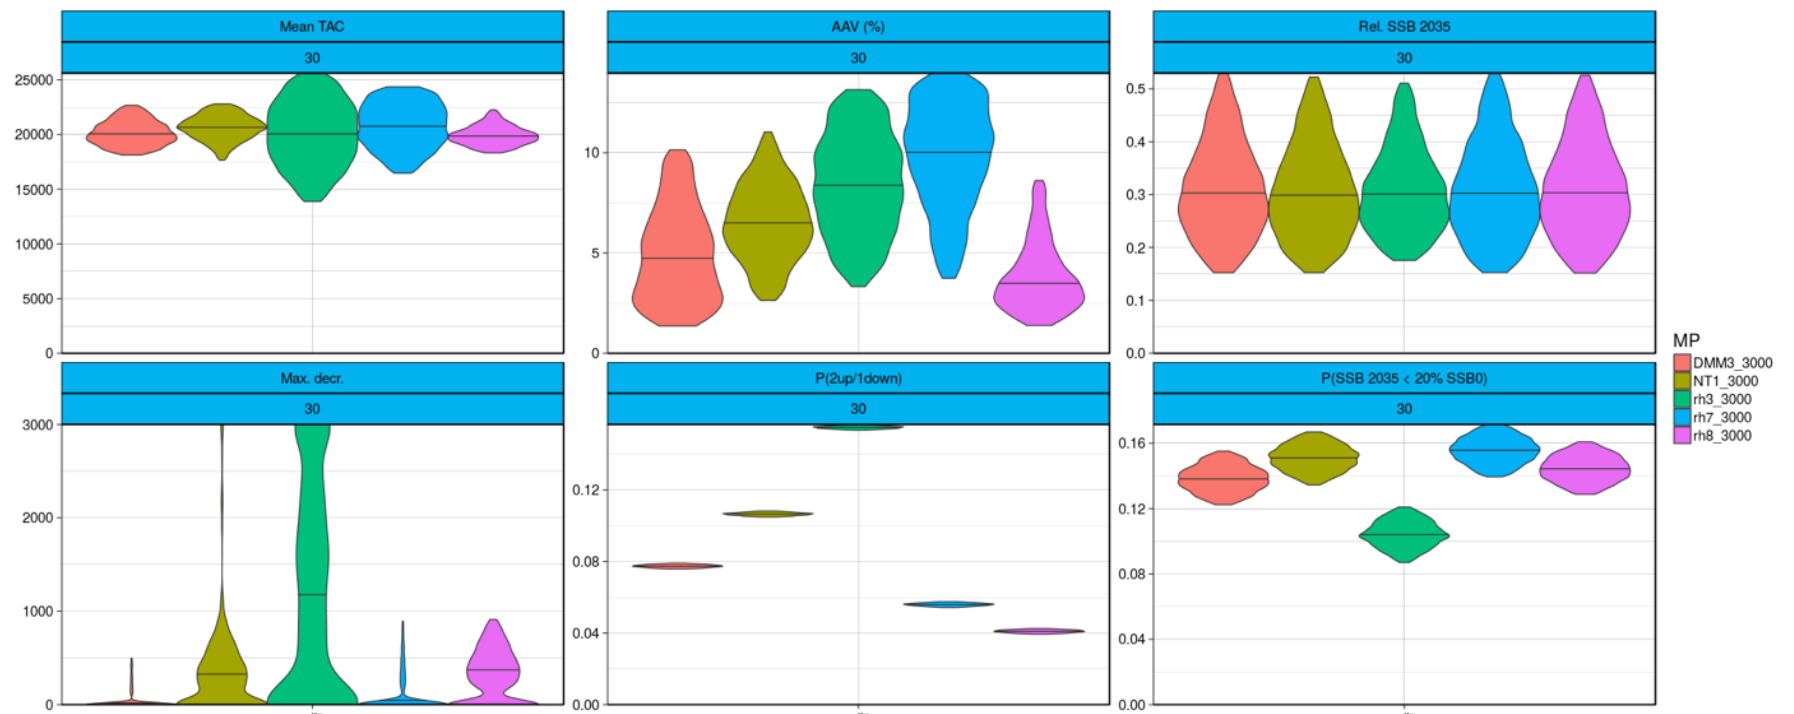 Mean TAC
AAV (%)
Rel. SSB 2035
30
30
30
25000
20000
15000
10000
5000
0
10
5
0
0.5
0.4
0.3
0.2
0.1
0.0
Max. decr.
P(2up/1down)
P(SSB 2035 < 20% SSB0)
30
30
30
3000
2000
1000
0
0.12
0.08
0.04
0.00
0.16
0.12
0.08
0.04
0.00
MP
DMM3_3000
NT1_3000
rh3_3000
rh7_3000
rh8_3000